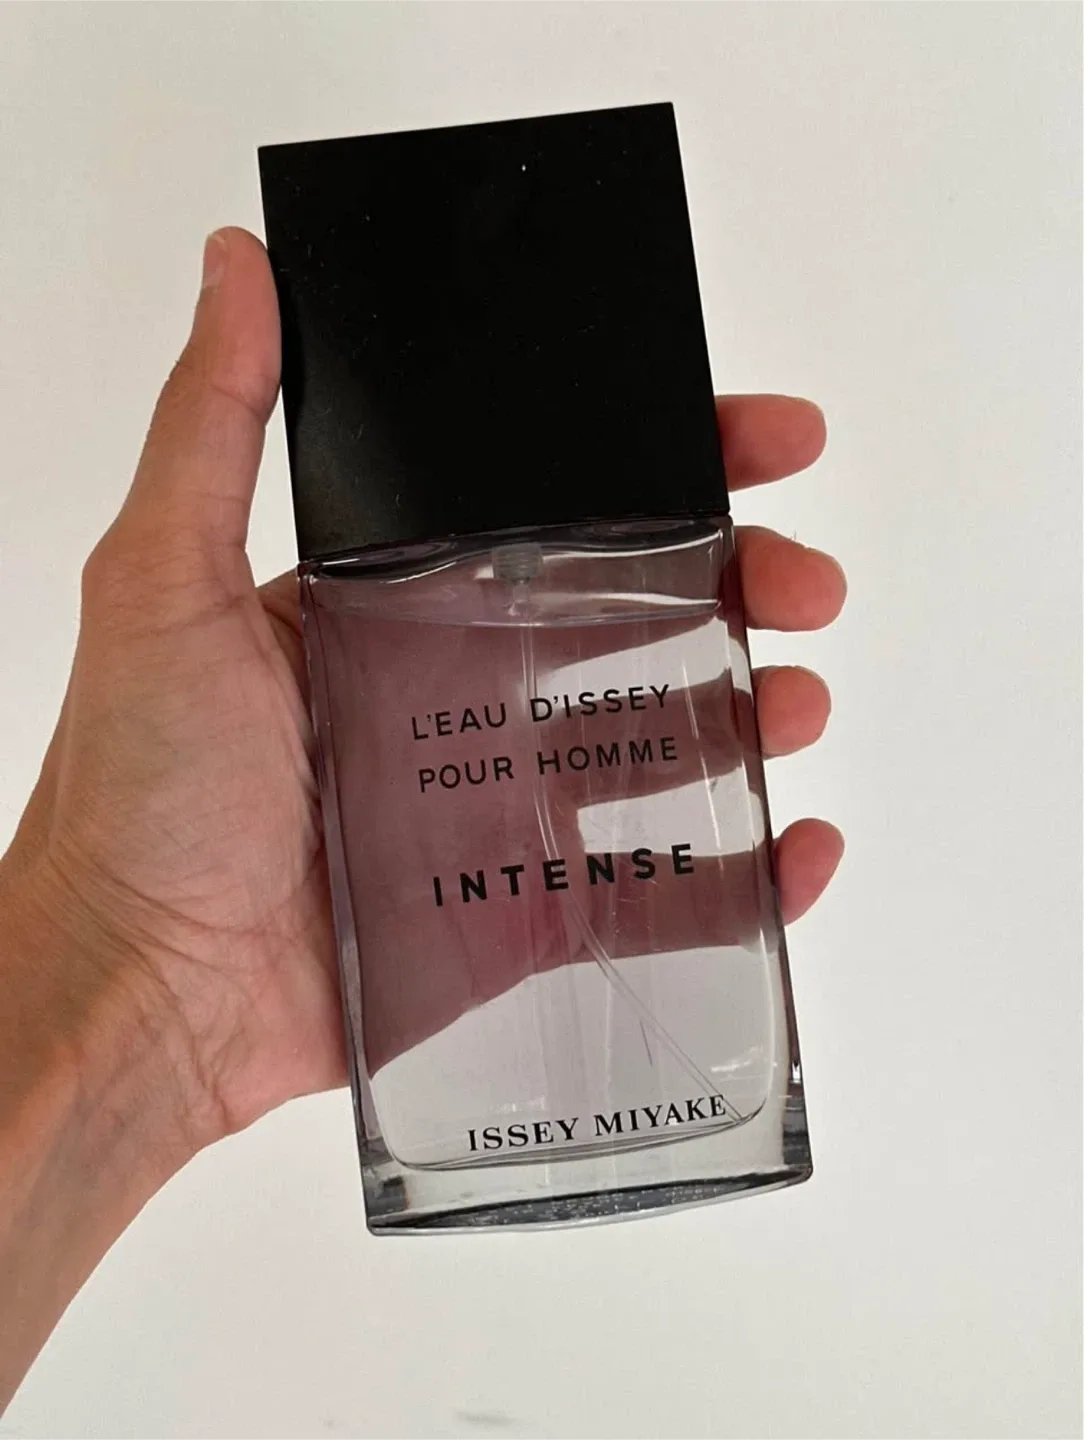 L'EAU D'ISSEY
POUR HOMME
INTENSE
ISSEY MIYAKE